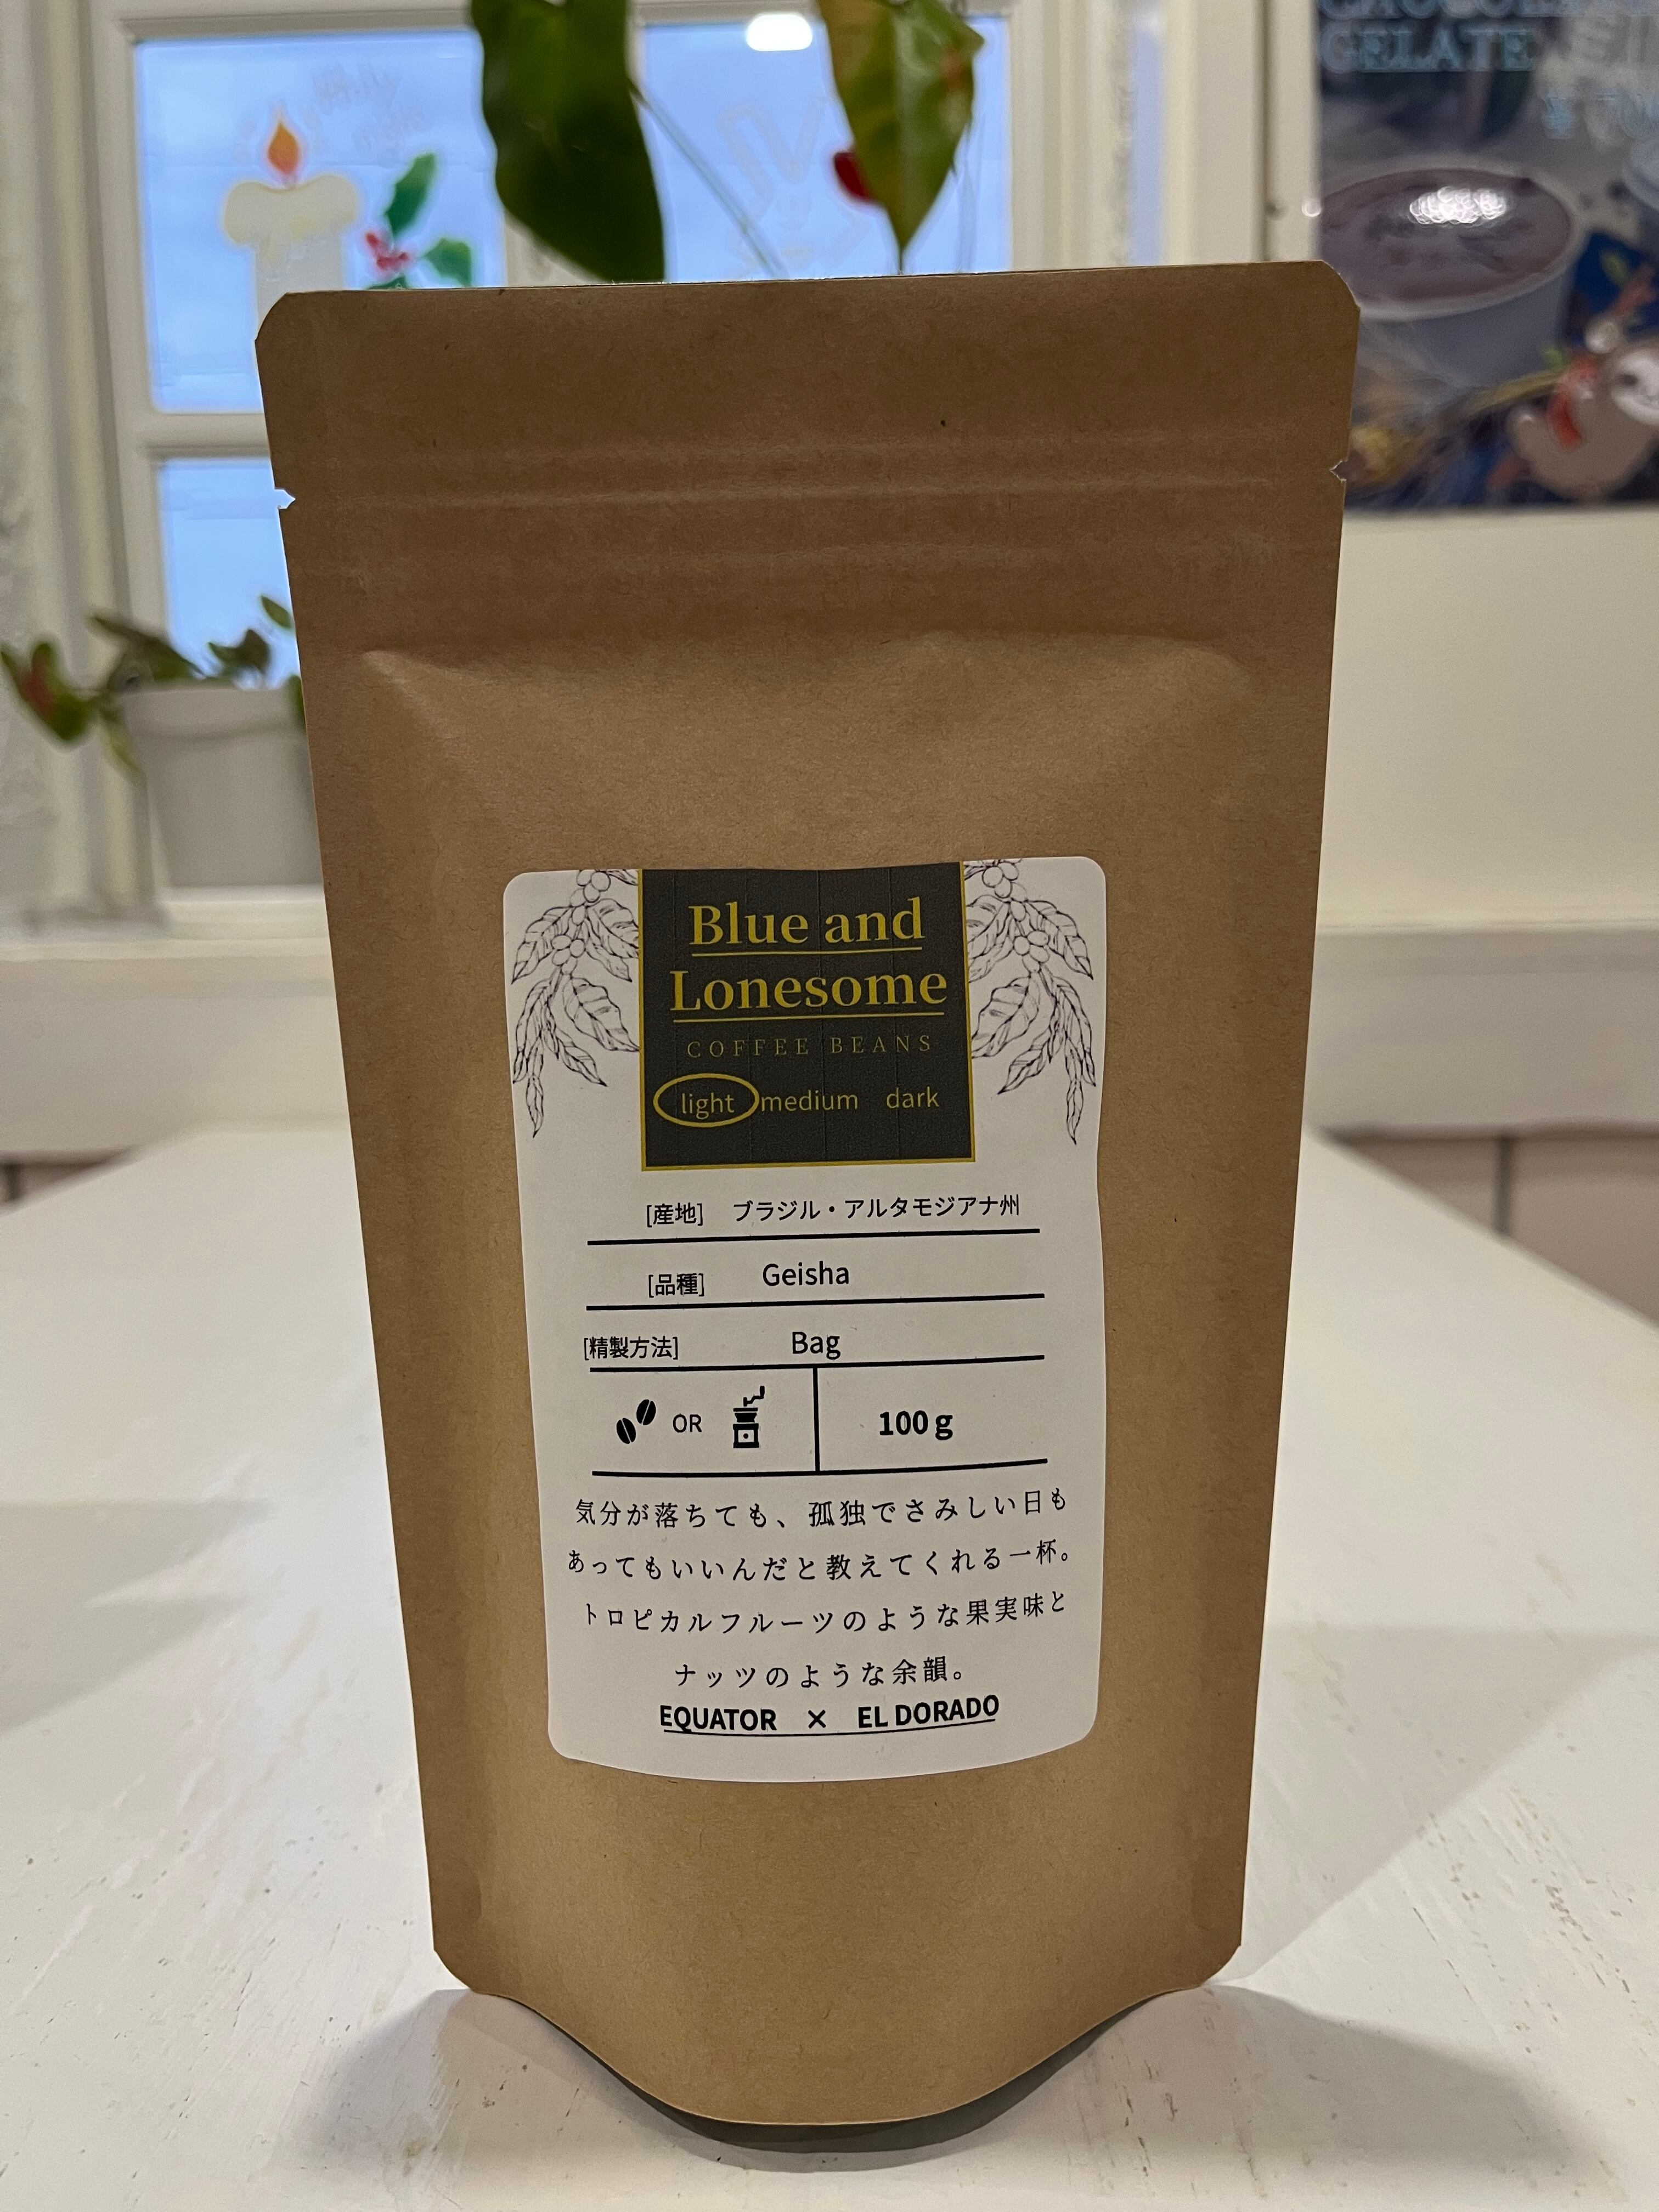 GELATE
Blue and
Lonesome
COFFEE BEANS
light medium dark
[産地] ブラジル・アルタモジアナ州
[品種] Geisha
[精製方法] Bag
OR 100g
気分が落ちても、孤独でさみしい日も
あってもいいんだと教えてくれる一杯。
トロピカルフルーツのような果実味と
ナッツのような余韻。
EQUATOR × EL DORADO